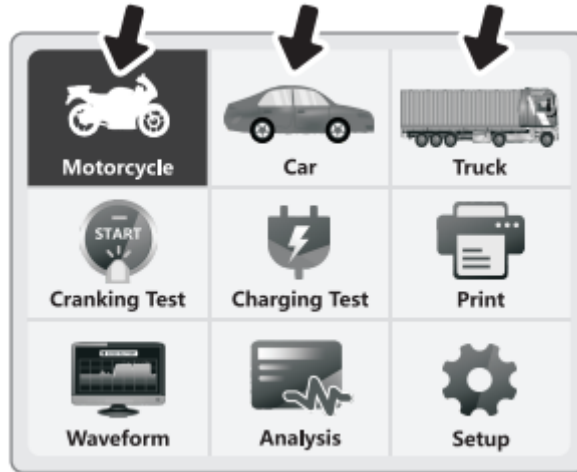 Motorcycle Car Truck
START
Cranking Test Charging Test Print
Waveform Analysis Setup